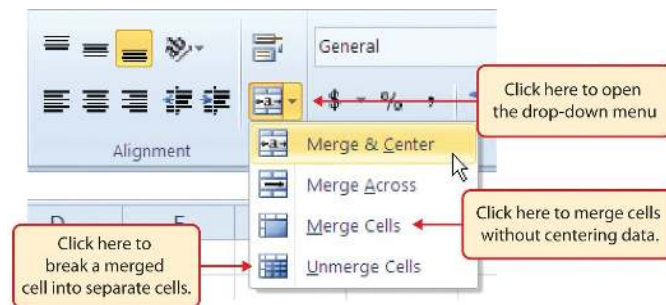 General
$ % ,
Click here to open
the drop-down menu
Alignment
Merge & Center
Merge Across
Merge Cells
Click here to merge cells
without centering data.
Unmerge Cells
Click here to
break a merged
cell into separate cells.